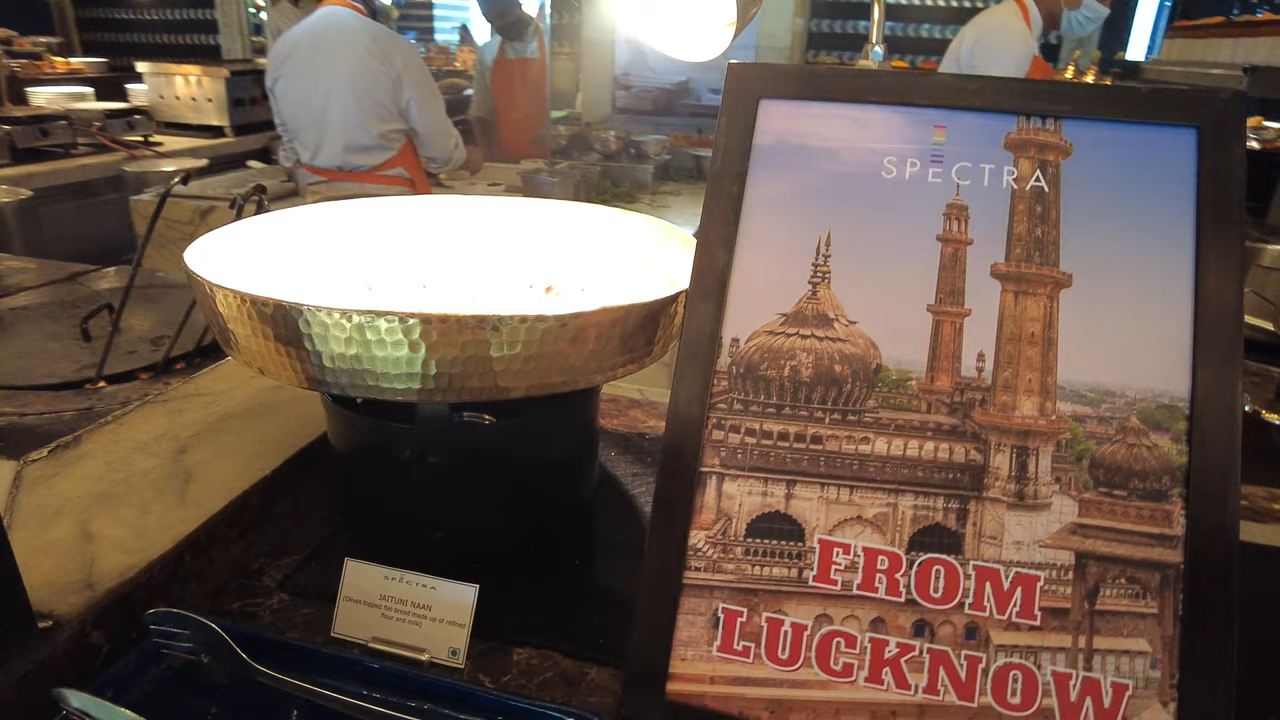 SPECTRA
FROM
LUCKNOW
SPECTRA
JAITUNI NAAN
(Olives topped flat bread made up of refined
flour and milk)